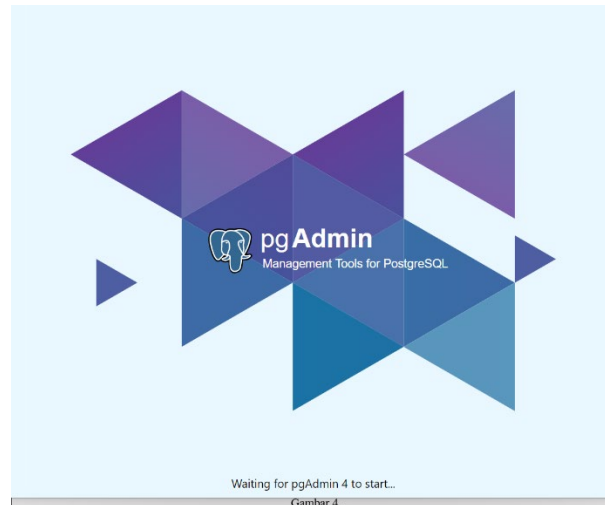 pgAdmin
Management Tools for PostgreSQL
Waiting for pgAdmin 4 to start...
Gambar 4